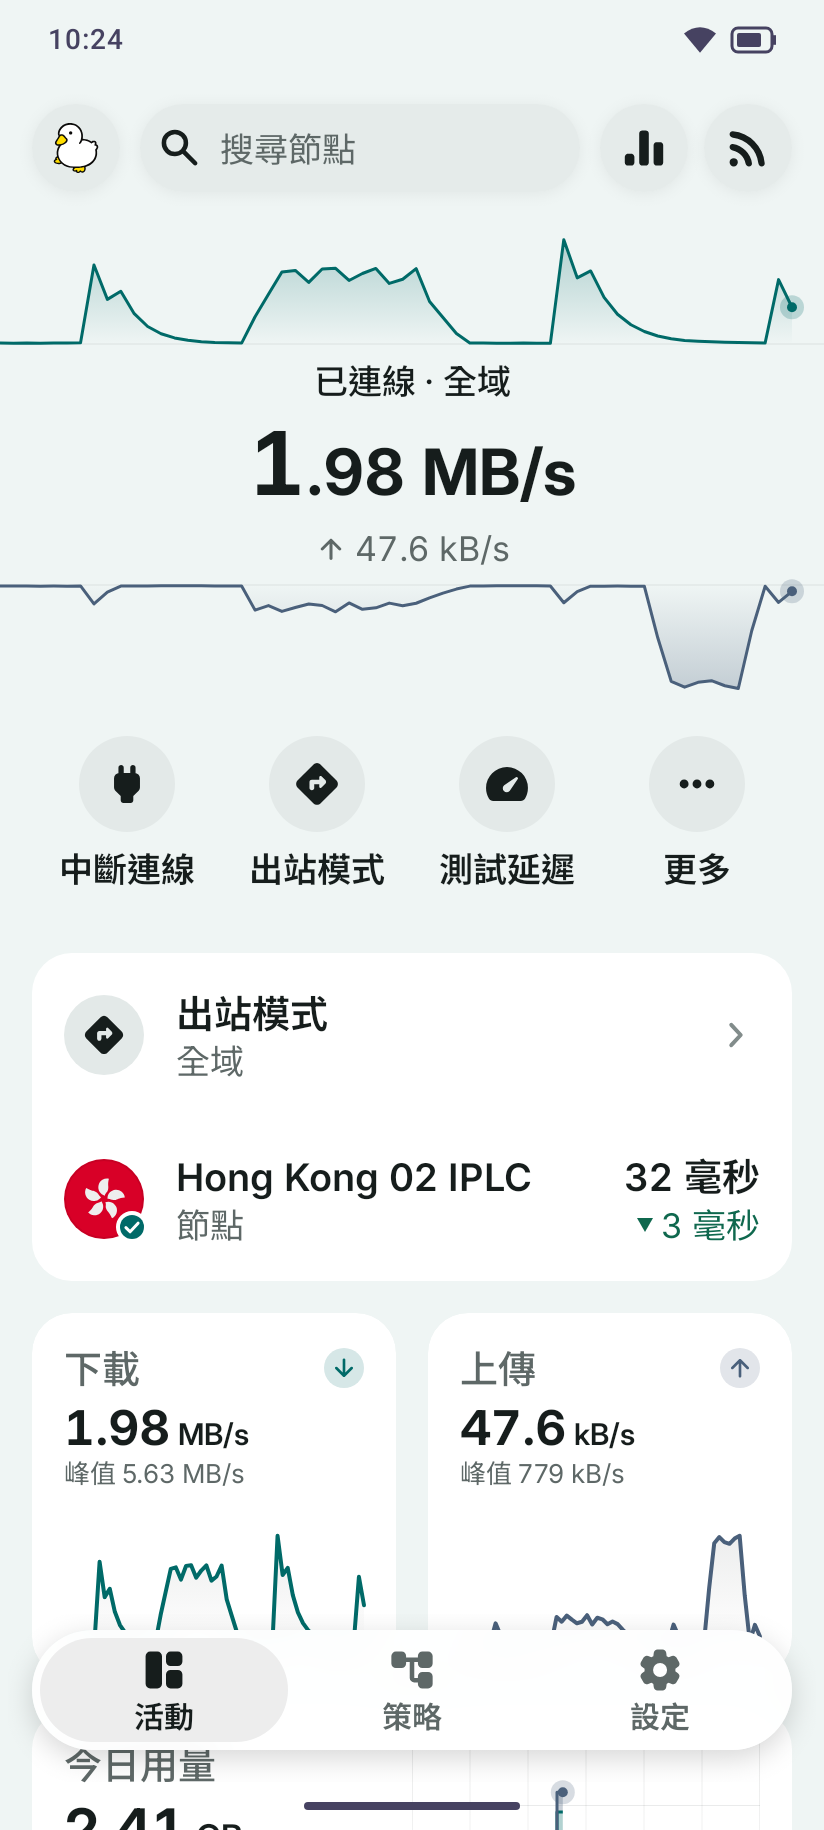 10:24
搜尋節點
已連線 · 全域
1.98 MB/s
↑ 47.6 kB/s
中斷連線 出站模式 測試延遲 更多
出站模式
全域
Hong Kong 02 IPLC 32 毫秒
節點 ▼3 毫秒
下載 上傳
1.98 MB/s 47.6 kB/s
峰值 5.63 MB/s 峰值 779 kB/s
活動 策略 設定
今日用量
2.41 GB